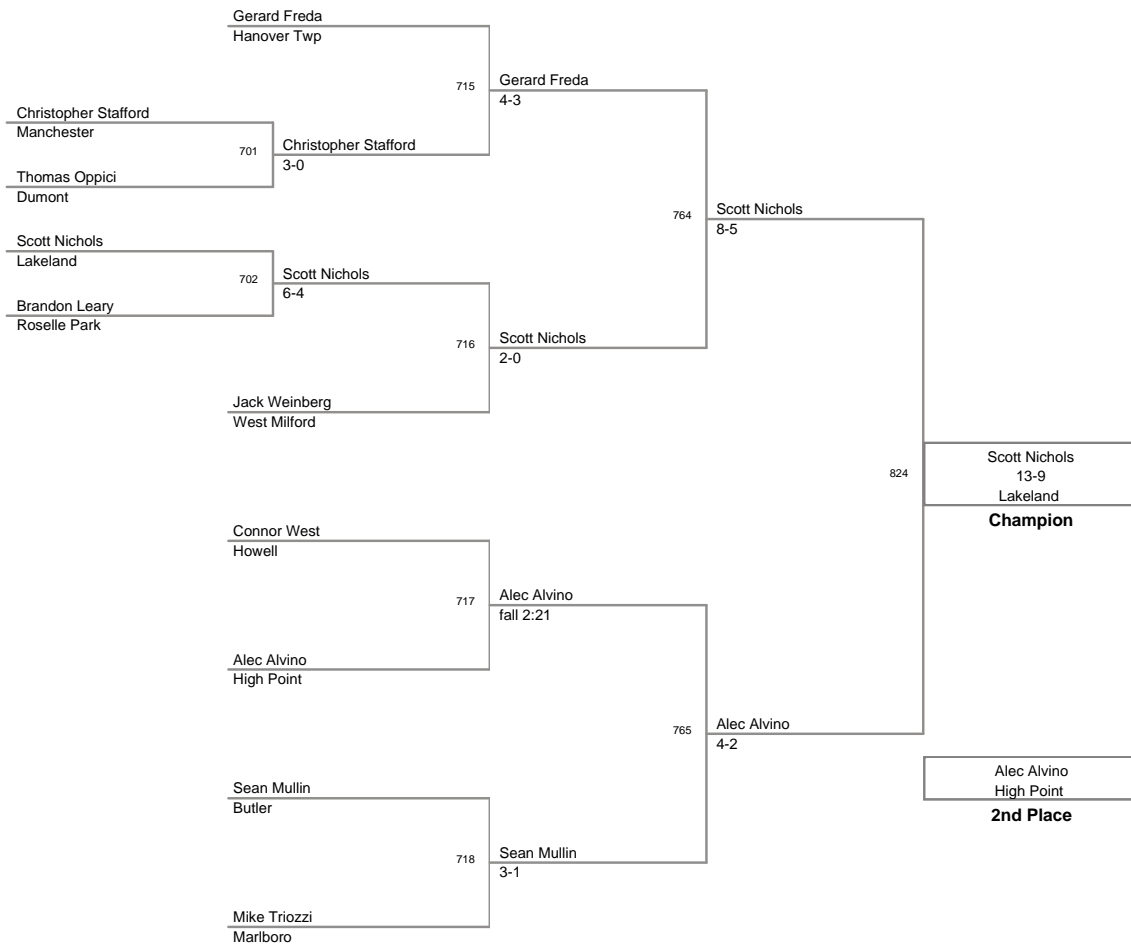 Gerard Freda
Hanover Twp
715
Gerard Freda
4-3
Christopher Stafford
Manchester
701
Christopher Stafford
3-0
Thomas Oppici
Dumont
764
Scott Nichols
8-5
Scott Nichols
Lakeland
702
Scott Nichols
6-4
Brandon Leary
Roselle Park
716
Scott Nichols
2-0
Jack Weinberg
West Milford
824
Scott Nichols
13-9
Lakeland
Champion
Connor West
Howell
717
Alec Alvino
fall 2:21
Alec Alvino
High Point
765
Alec Alvino
4-2
Alec Alvino
High Point
2nd Place
Sean Mullin
Butler
718
Sean Mullin
3-1
Mike Triozzi
Marlboro